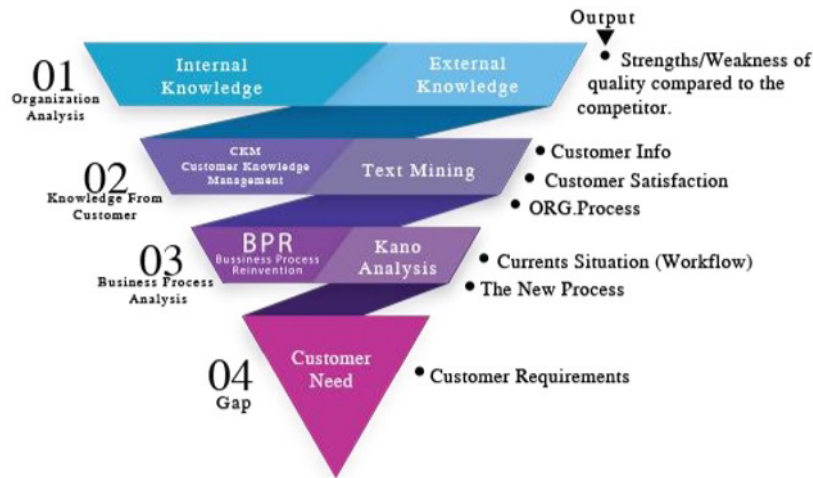 Output
01
Organization
Analysis
Internal
Knowledge
External
Knowledge
• Strengths/Weakness of
quality compared to the
competitor.
02
Knowledge From
Customer
CKM
Customer Knowledge
Management
Text Mining
• Customer Info
• Customer Satisfaction
• ORG.Process
03
Business Process
Analysis
BPR
Bussiness Process
Reinvention
Kano
Analysis
• Currents Situation (Workflow)
• The New Process
04
Gap
Customer
Need
• Customer Requirements